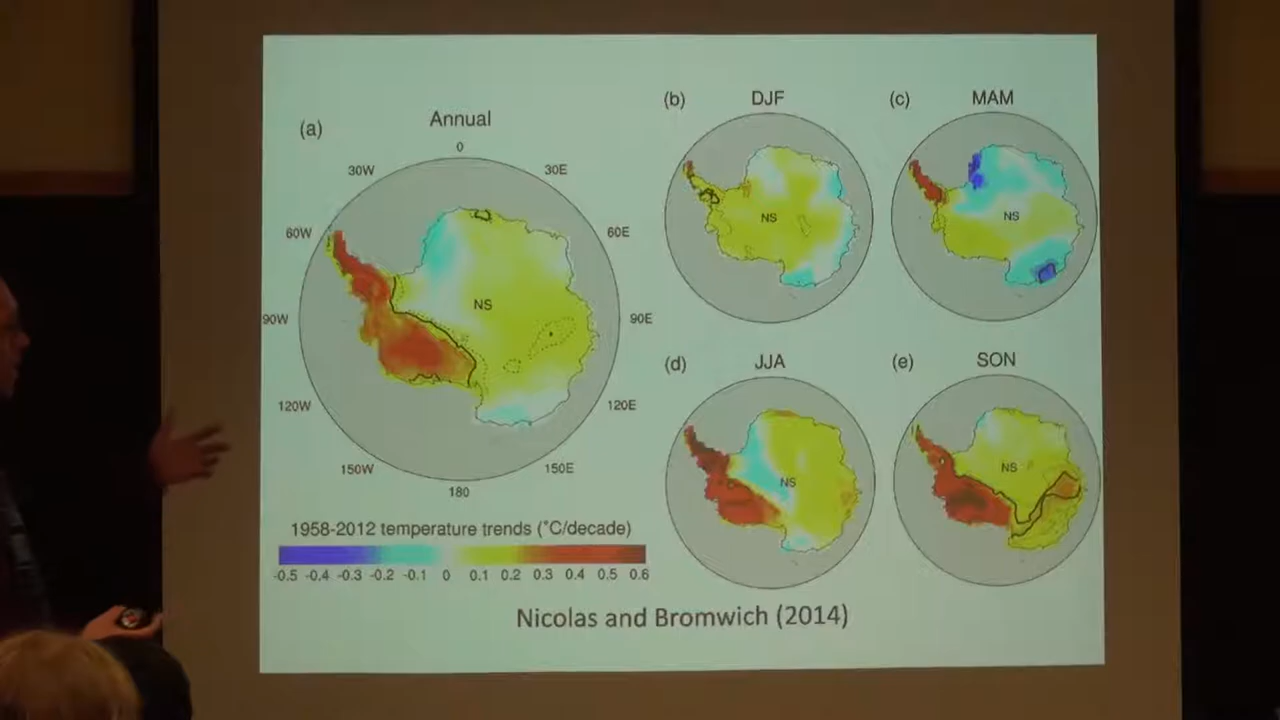 (a)
Annual
0
30W
30E
60W
60E
NS
90W
90E
120W
120E
150W
150E
180
1958-2012 temperature trends (°C/decade)
-0.5 -0.4 -0.3 -0.2 -0.1 0 0.1 0.2 0.3 0.4 0.5 0.6
(b)
DJF
NS
(c)
MAM
NS
(d)
JJA
NS
(e)
SON
NS
Nicolas and Bromwich (2014)